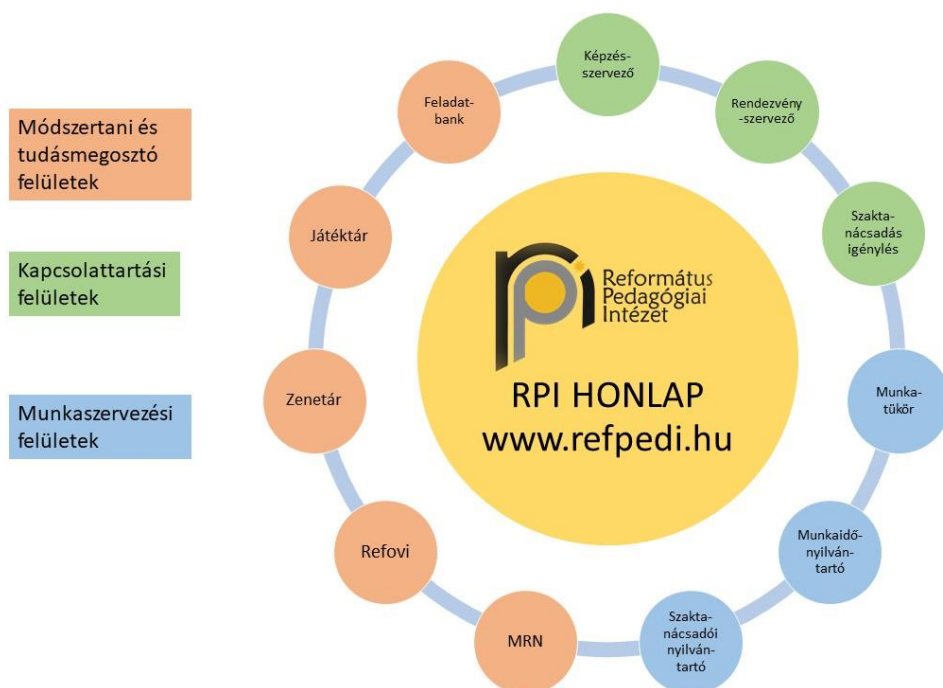 Módszertani és
tudásmegosztó
felületek
Kapcsolattartási
felületek
Munkaszervezési
felületek
Képzés-
szervező
Rendezvény
-szervező
Szakta-
nácsadás
igénylés
Munka-
tükör
Munkaidő-
nyilván-
tartó
Szakta-
nácsadói
nyilván-
tartó
MRN
Refovi
Zenetár
Játéktár
Feladat-
bank
Református
Pedagógiai
Intézet
RPI HONLAP
www.refpedi.hu